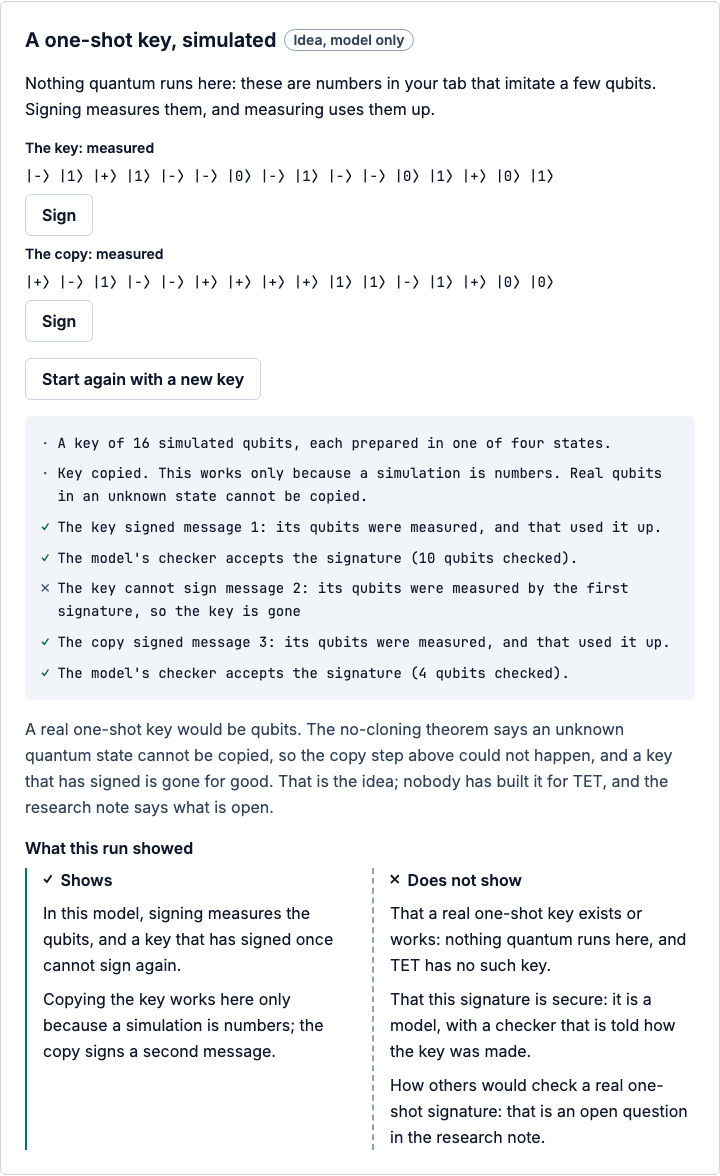 A one-shot key, simulated Idea, model only
Nothing quantum runs here: these are numbers in your tab that imitate a few qubits.
Signing measures them, and measuring uses them up.
The key: measured
|-⟩ |1⟩ |+⟩ |1⟩ |-⟩ |-⟩ |0⟩ |-⟩ |1⟩ |-⟩ |-⟩ |0⟩ |1⟩ |+⟩ |0⟩ |1⟩
Sign
The copy: measured
|+⟩ |-⟩ |1⟩ |-⟩ |-⟩ |+⟩ |+⟩ |+⟩ |+⟩ |1⟩ |1⟩ |-⟩ |1⟩ |+⟩ |0⟩ |0⟩
Sign
Start again with a new key
· A key of 16 simulated qubits, each prepared in one of four states.
· Key copied. This works only because a simulation is numbers. Real qubits
in an unknown state cannot be copied.
✓ The key signed message 1: its qubits were measured, and that used it up.
✓ The model's checker accepts the signature (10 qubits checked).
✕ The key cannot sign message 2: its qubits were measured by the first
signature, so the key is gone
✓ The copy signed message 3: its qubits were measured, and that used it up.
✓ The model's checker accepts the signature (4 qubits checked).
A real one-shot key would be qubits. The no-cloning theorem says an unknown
quantum state cannot be copied, so the copy step above could not happen, and a key
that has signed is gone for good. That is the idea; nobody has built it for TET, and the
research note says what is open.
What this run showed
✓ Shows
In this model, signing measures the
qubits, and a key that has signed once
cannot sign again.
Copying the key works here only
because a simulation is numbers; the
copy signs a second message.
✕ Does not show
That a real one-shot key exists or
works: nothing quantum runs here, and
TET has no such key.
That this signature is secure: it is a
model, with a checker that is told how
the key was made.
How others would check a real one-
shot signature: that is an open question
in the research note.